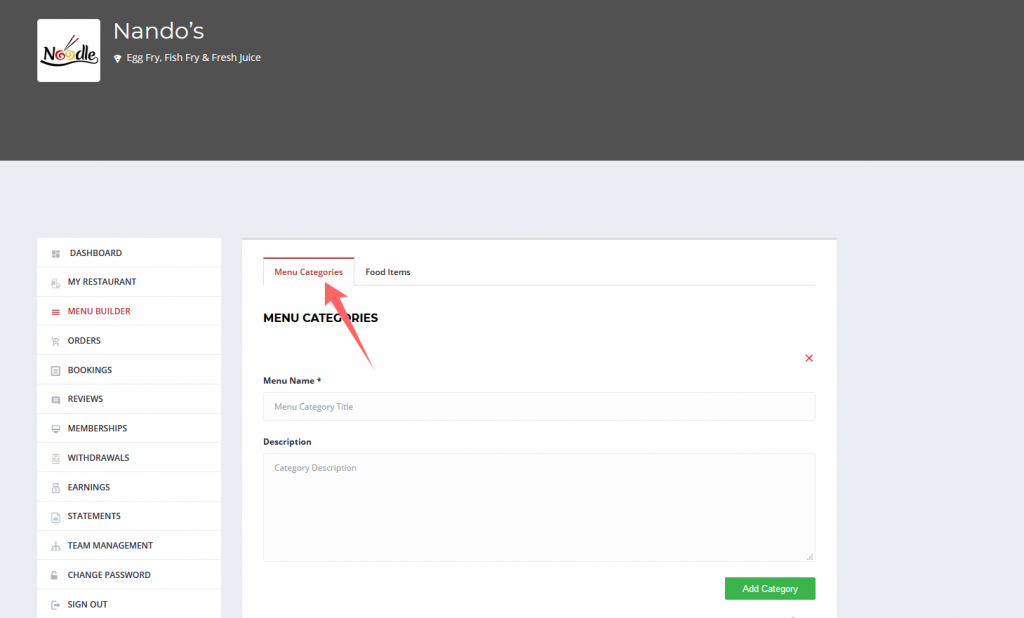 Noodle
Nando’s
Egg Fry, Fish Fry & Fresh Juice
DASHBOARD
MY RESTAURANT
MENU BUILDER
ORDERS
BOOKINGS
REVIEWS
MEMBERSHIPS
WITHDRAWALS
EARNINGS
STATEMENTS
TEAM MANAGEMENT
CHANGE PASSWORD
SIGN OUT
Menu Categories Food Items
MENU CATEGORIES
Menu Name *
Menu Category Title
Description
Category Description
Add Category